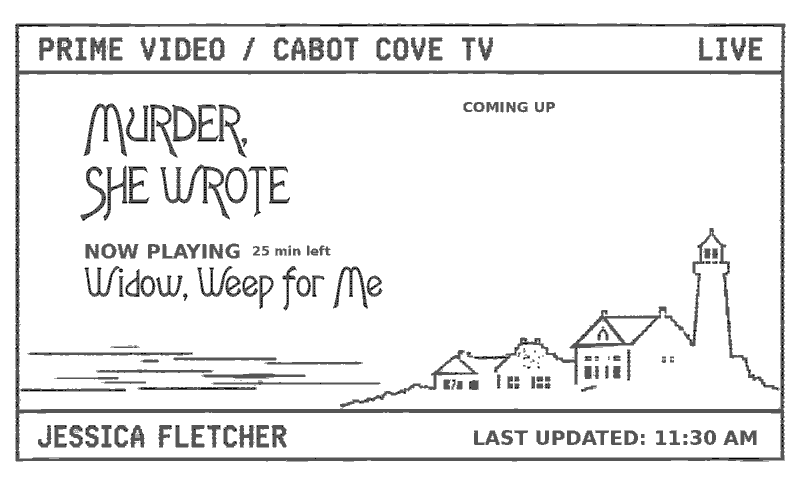 PRIME VIDEO / CABOT COVE TV
LIVE
MURDER,
SHE WROTE
COMING UP
NOW PLAYING 25 min left
Widow, Weep for Me
JESSICA FLETCHER
LAST UPDATED: 11:30 AM